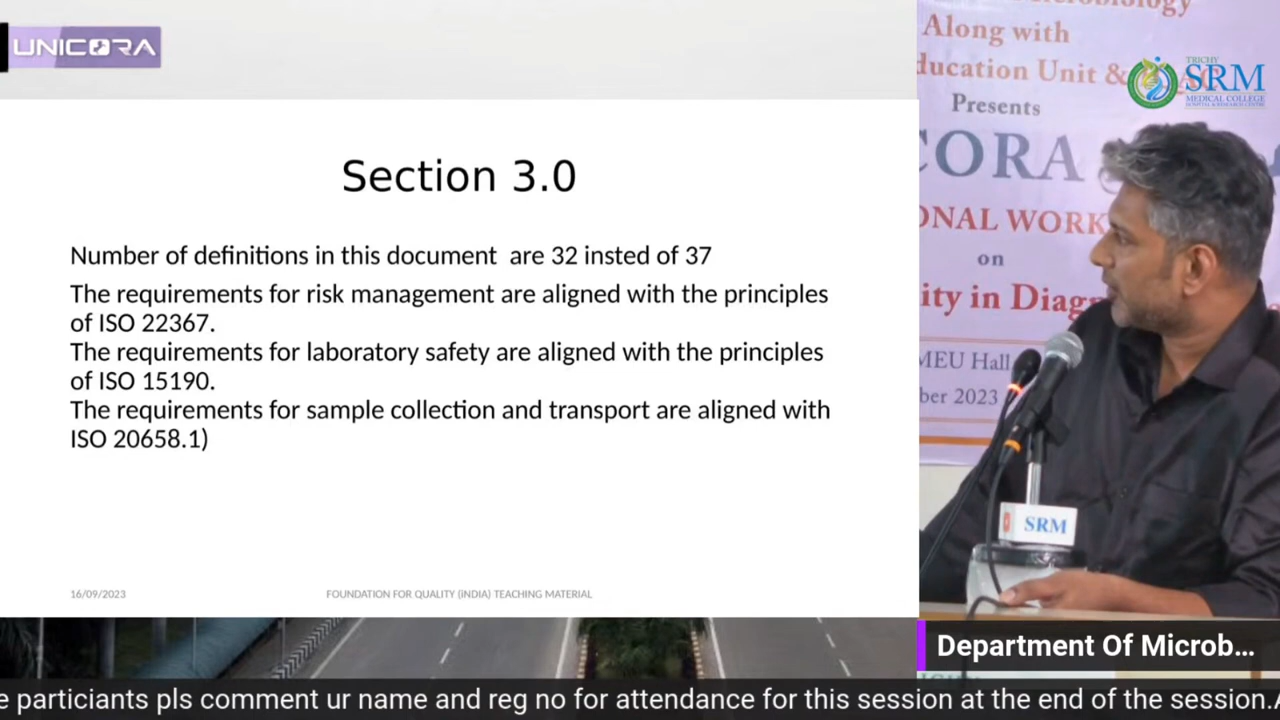 UNICORA
Section 3.0
Number of definitions in this document  are 32 insted of 37
The requirements for risk management are aligned with the principles
of ISO 22367.
The requirements for laboratory safety are aligned with the principles
of ISO 15190.
The requirements for sample collection and transport are aligned with
ISO 20658.1)
16/09/2023
FOUNDATION FOR QUALITY (iNDIA) TEACHING MATERIAL
Along with
ducation Unit &
Presents
CORA
ONAL WORK
on
ity in Diag
MEU Hall
ber 2023
TRICHY
SRM
MEDICAL COLLEGE
HOSPITAL & RESEARCH CENTRE
SRM
Department Of Microb...
e particiants pls comment ur name and reg no for attendance for this session at the end of the session.